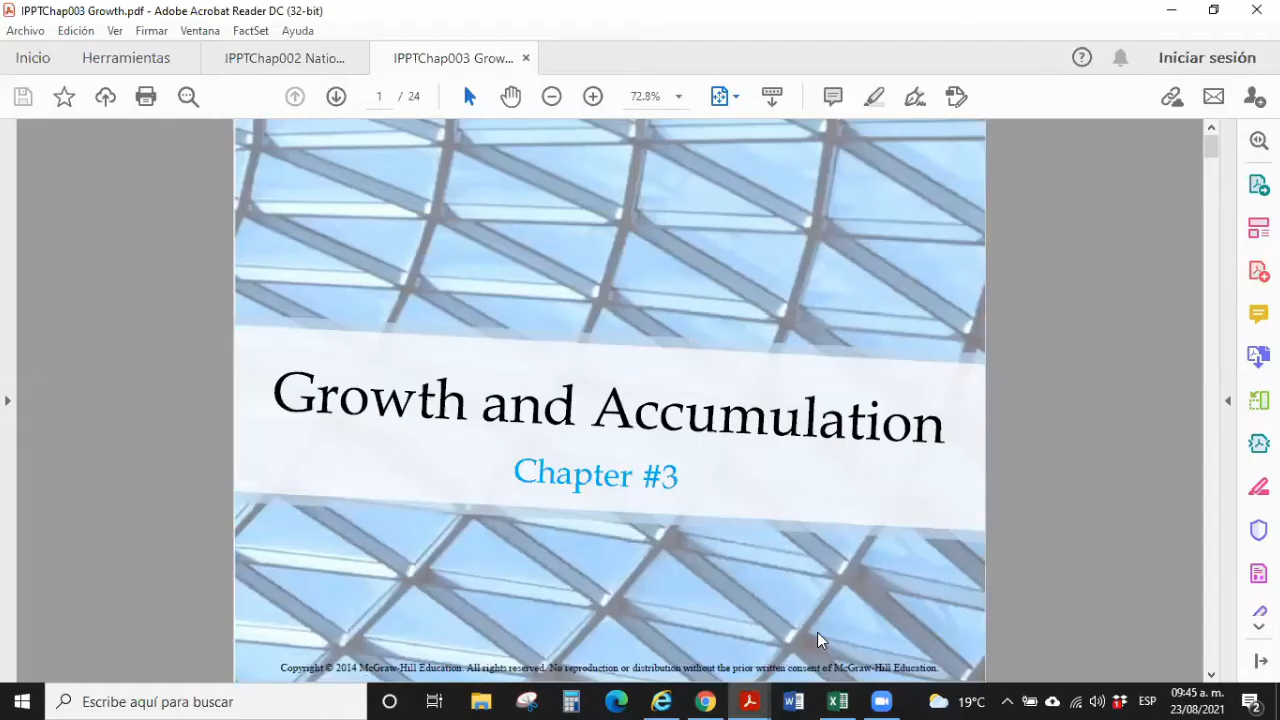 IPPTChap003 Growth.pdf - Adobe Acrobat Reader DC (32-bit)
Archivo Edición Ver Firmar Ventana FactSet Ayuda
Inicio Herramientas IPPTChap002 Natio... IPPTChap003 Grow... × Iniciar sesión
1 / 24 72.8%
Growth and Accumulation
Chapter #3
Copyright © 2014 McGraw-Hill Education. All rights reserved. No reproduction or distribution without the prior written consent of McGraw-Hill Education.
Escribe aquí para buscar 19°C ESP 09:45 a. m.
23/08/2021 2